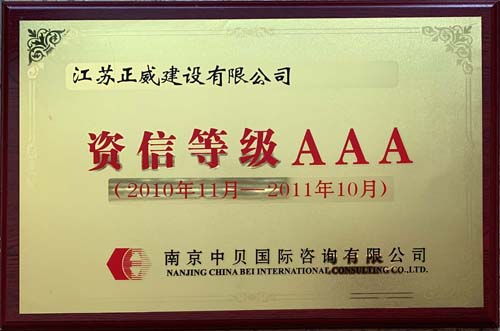 江苏正威建设有限公司
资信等级AAA
(2010年11月—2011年10月)
南京中贝国际咨询有限公司
NANJING CHINA BEI INTERNATIONAL CONSULTING CO.,LTD.